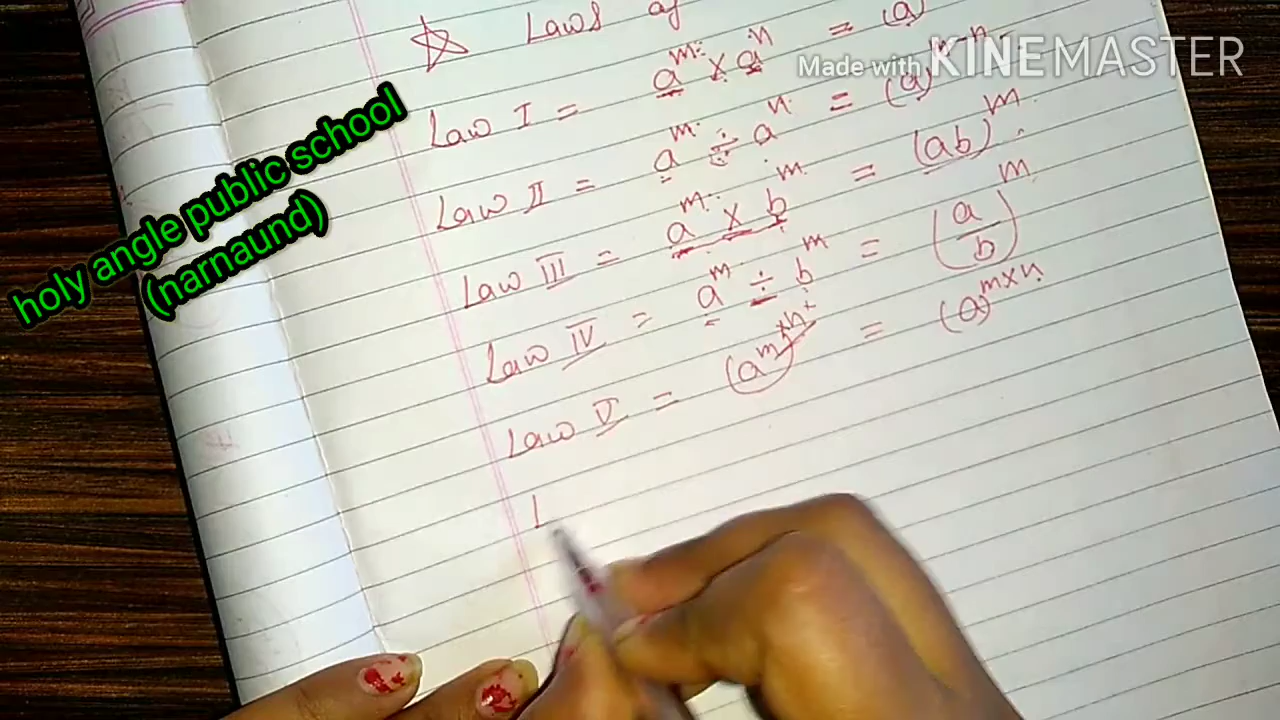 ☆ Laws of
Law I = a^m × a^n = (a)
Made with KINEMASTER
Law II = a^m ÷ a^n = (a)^m-n
Law III = a^m × b^m = (ab)^m
Law IV = a^m ÷ b^m = (a/b)^m
Law V = (a^m)^×n = (a)^m×n
L
holy angle public school
(narnaund)